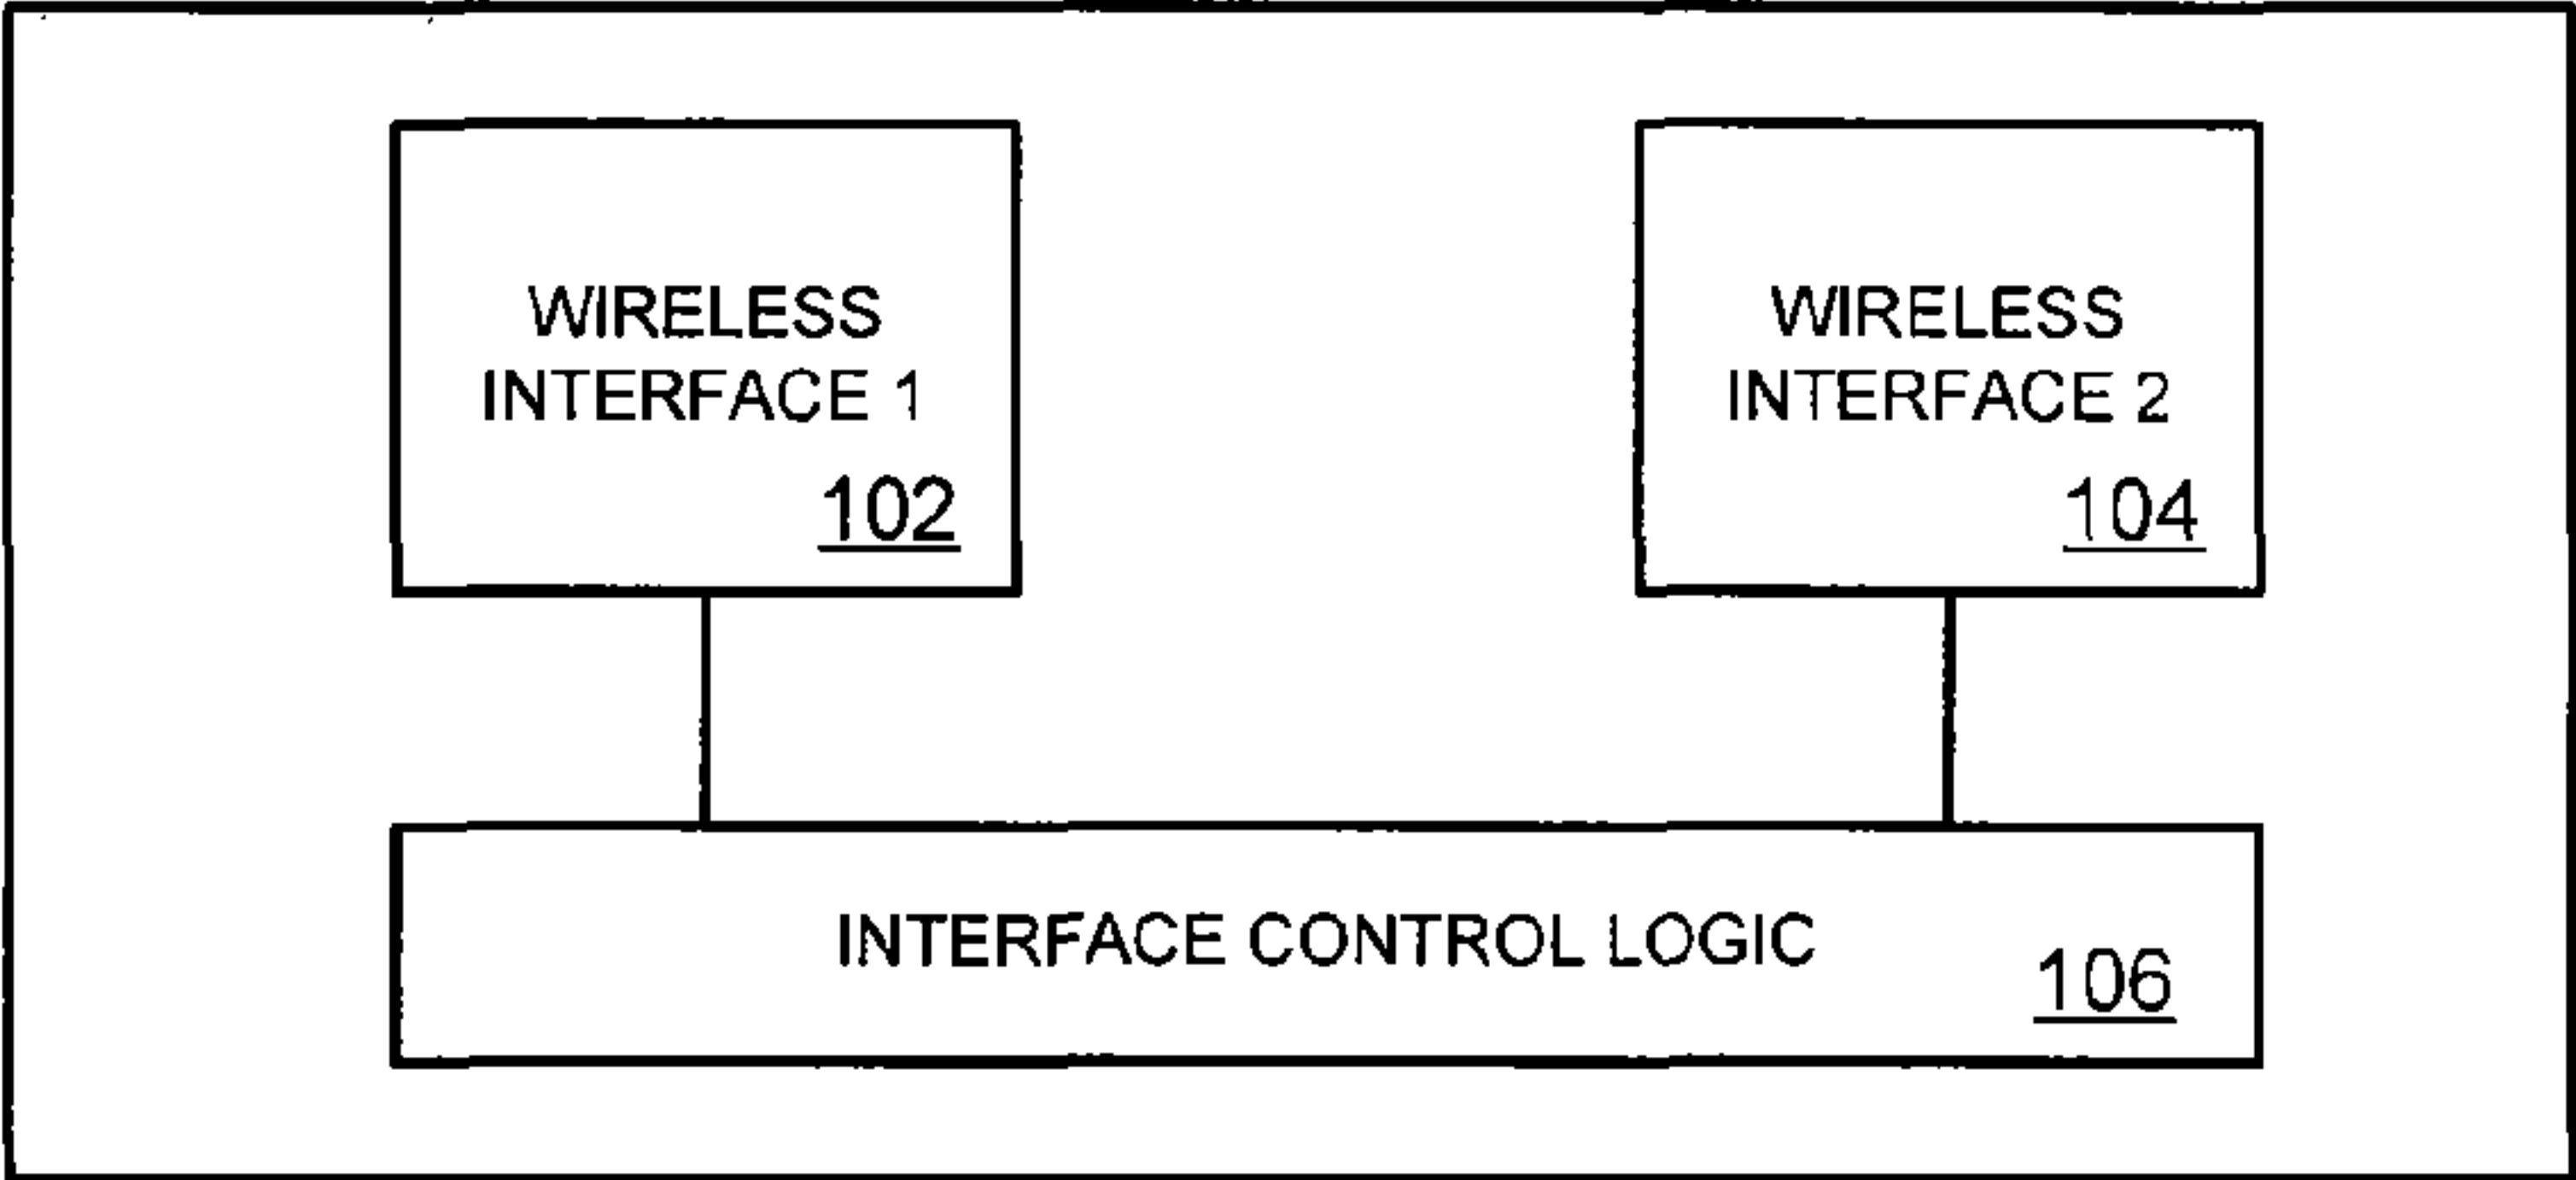 WIRELESS
INTERFACE 1
102
WIRELESS
INTERFACE 2
104
INTERFACE CONTROL LOGIC
106